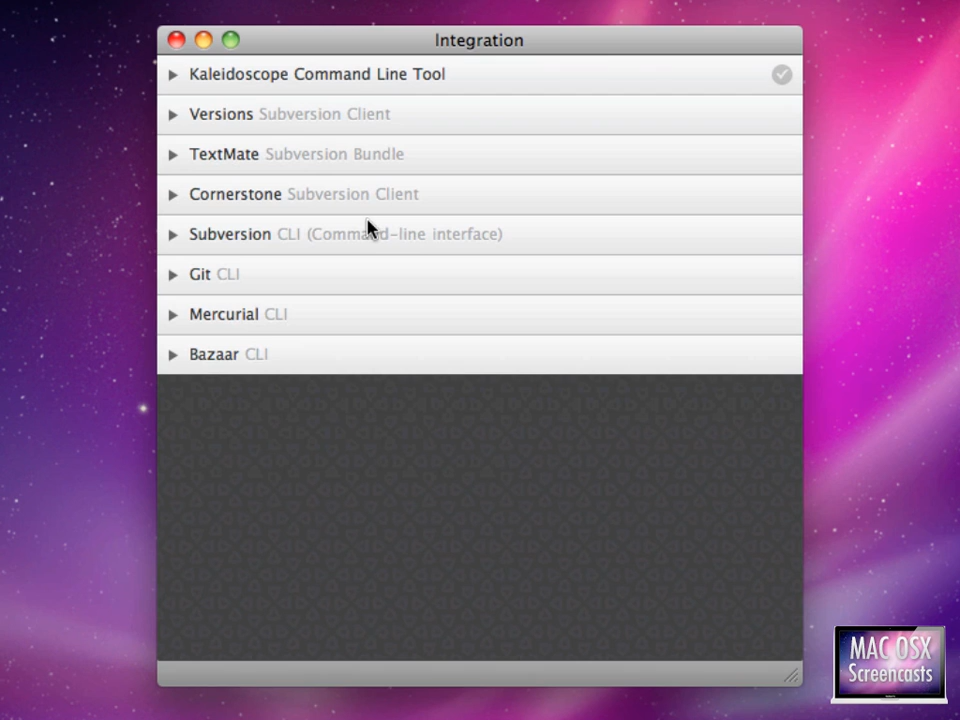 Integration
Kaleidoscope Command Line Tool
Versions Subversion Client
TextMate Subversion Bundle
Cornerstone Subversion Client
Subversion CLI (Command-line interface)
Git CLI
Mercurial CLI
Bazaar CLI
MAC OSX
Screencasts